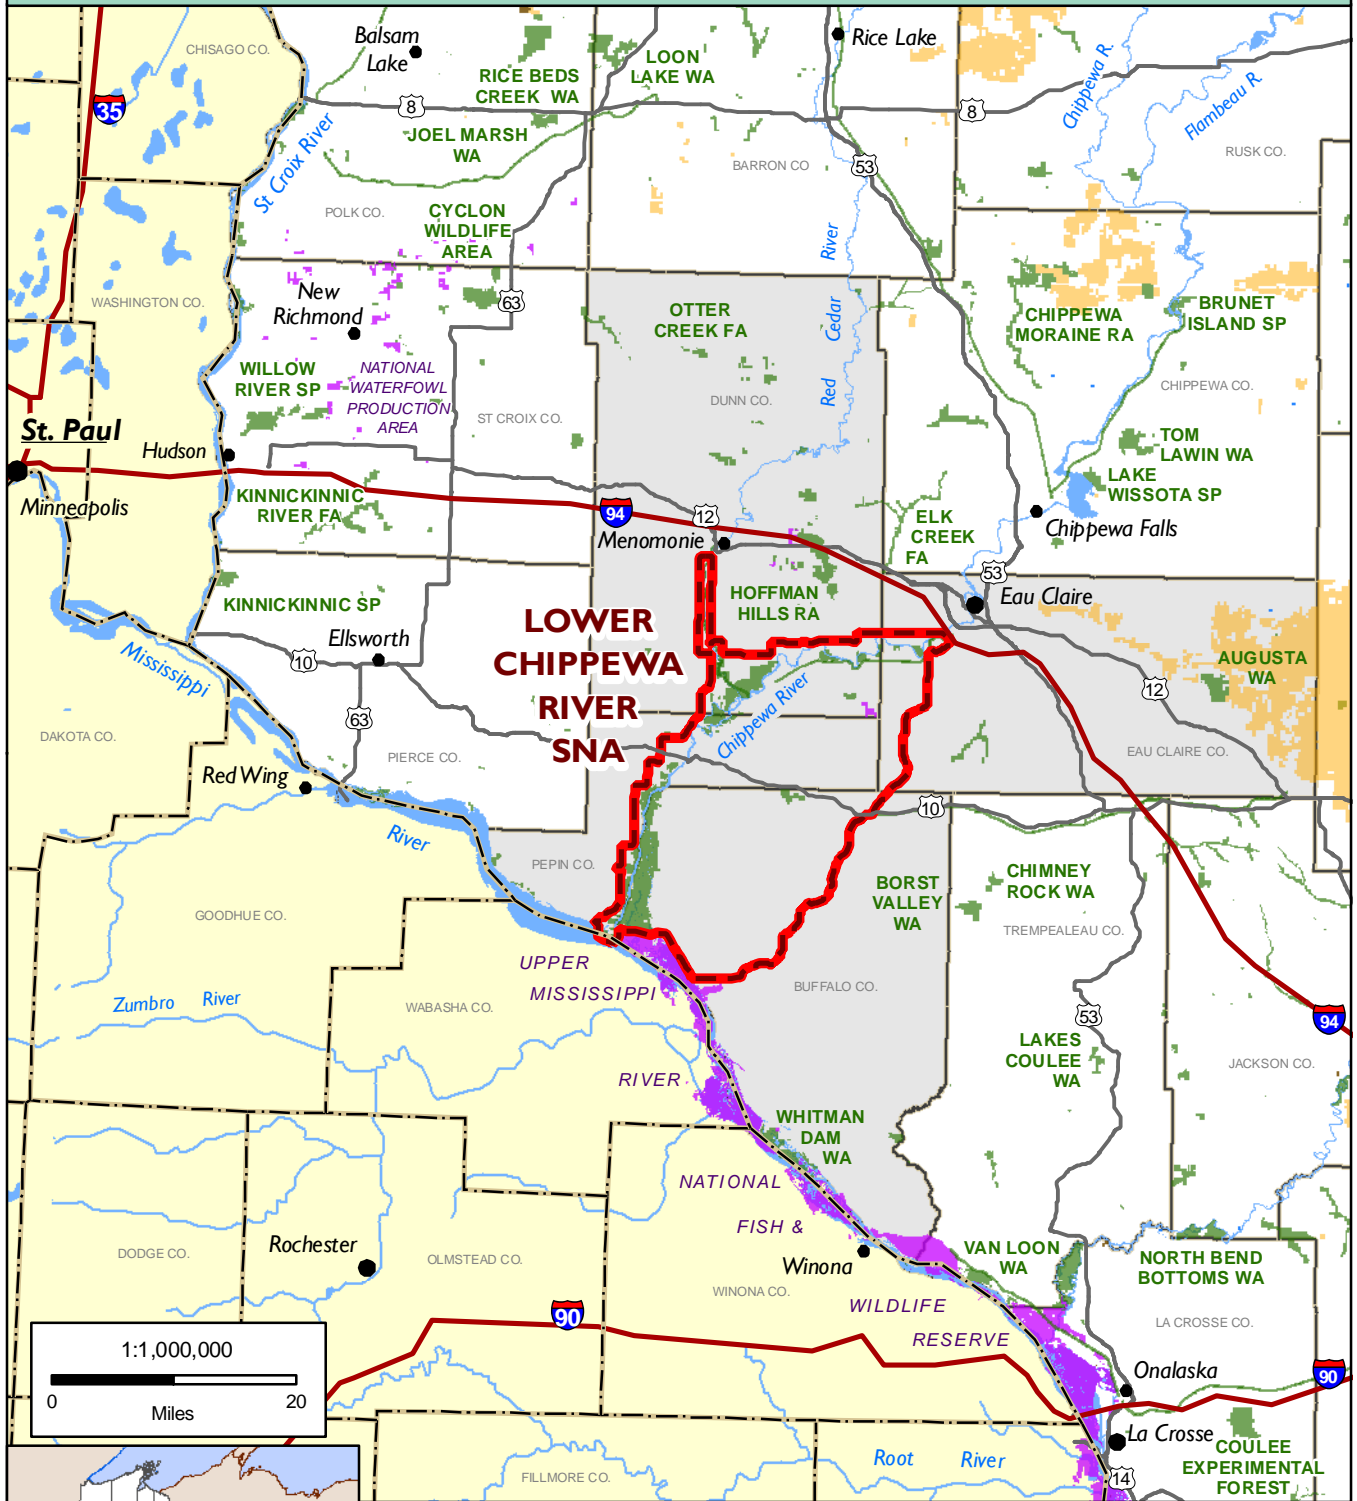 CHISAGO CO.
Balsam
Lake
Rice Lake
RICE BEDS
CREEK WA
LOON
LAKE WA
Chippewa R.
Flambeau R.
35
8
8
JOEL MARSH
WA
BARRON CO
53
RUSK CO.
St Croix River
POLK CO.
CYCLON
WILDLIFE
AREA
WASHINGTON CO.
New
Richmond
63
OTTER
CREEK FA
Red Cedar River
CHIPPEWA
MORAINE RA
BRUNET
ISLAND SP
WILLOW
RIVER SP
NATIONAL
WATERFOWL
PRODUCTION
AREA
ST CROIX CO.
DUNN CO.
CHIPPEWA CO.
St. Paul
Hudson
TOM
LAWIN WA
LAKE
WISSOTA SP
Minneapolis
KINNICKINNIC
RIVER FA
94
12
Menomonie
ELK
CREEK
FA
Chippewa Falls
53
KINNICKINNIC SP
HOFFMAN
HILLS RA
Eau Claire
LOWER
CHIPPEWA
RIVER
SNA
Ellsworth
10
Mississippi
AUGUSTA
WA
12
63
Chippewa River
DAKOTA CO.
PIERCE CO.
EAU CLAIRE CO.
Red Wing
10
River
PEPIN CO.
BORST
VALLEY
WA
CHIMNEY
ROCK WA
GOODHUE CO.
TREMPEALEAU CO.
UPPER
MISSISSIPPI
Zumbro River
WABASHA CO.
BUFFALO CO.
53
94
LAKES
COULEE
WA
JACKSON CO.
RIVER
WHITMAN
DAM
WA
NATIONAL
FISH &
DODGE CO.
Rochester
OLMSTEAD CO.
Winona
VAN LOON
WA
NORTH BEND
BOTTOMS WA
WINONA CO.
WILDLIFE
90
RESERVE
LA CROSSE CO.
1:1,000,000
0
20
Miles
Onalaska
90
La Crosse
COULEE
EXPERIMENTAL
FOREST
Root River
FILLMORE CO.
14